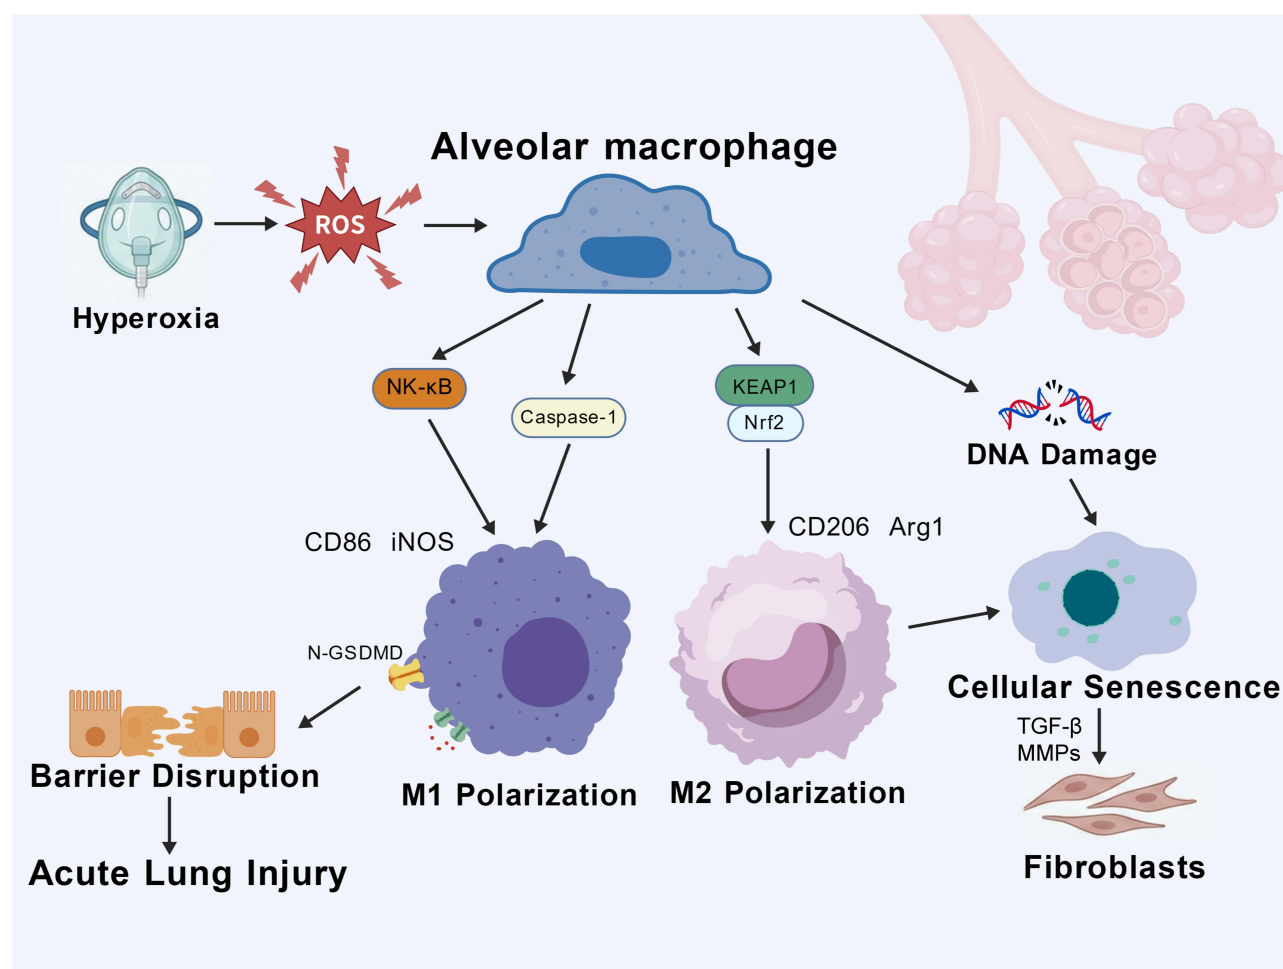 Alveolar macrophage
ROS
Hyperoxia
NK-κB
Caspase-1
KEAP1
Nrf2
DNA Damage
CD86 iNOS
CD206 Arg1
N-GSDMD
Cellular Senescence
TGF-β
MMPs
Barrier Disruption
M1 Polarization
M2 Polarization
Acute Lung Injury
Fibroblasts